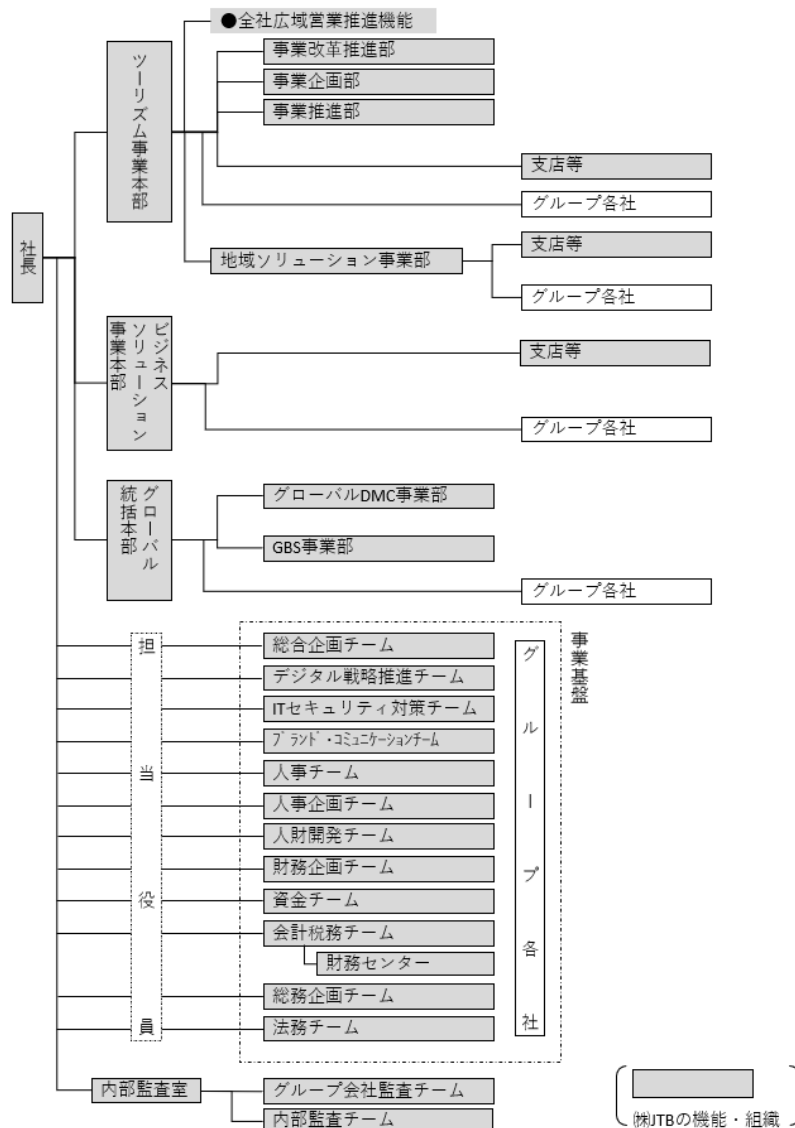 ●全社広域営業推進機能
事業改革推進部
事業企画部
事業推進部
ツーリズム事業本部
支店等
グループ各社
社長
地域ソリューション事業部
支店等
グループ各社
ビジネス
ソリューション
事業本部
支店等
グループ各社
グローバル
統括本部
グローバルDMC事業部
GBS事業部
グループ各社
担当役員
総合企画チーム
デジタル戦略推進チーム
ITセキュリティ対策チーム
ブランド・コミュニケーションチーム
人事チーム
人事企画チーム
人財開発チーム
財務企画チーム
資金チーム
会計税務チーム
財務センター
総務企画チーム
法務チーム
グループ各社
事業基盤
内部監査室
グループ会社監査チーム
内部監査チーム
㈱JTBの機能・組織